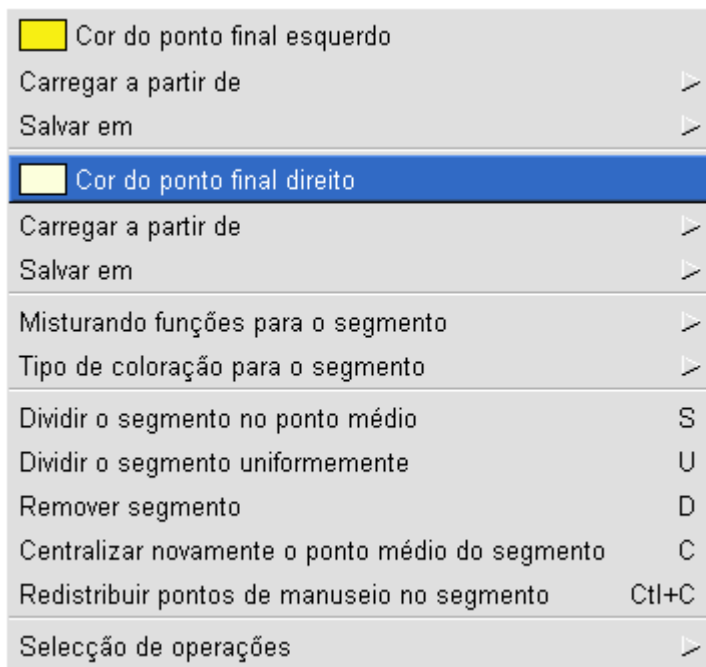 Cor do ponto final esquerdo
Carregar a partir de
Salvar em
Cor do ponto final direito
Carregar a partir de
Salvar em
Misturando funções para o segmento
Tipo de coloração para o segmento
Dividir o segmento no ponto médio S
Dividir o segmento uniformemente U
Remover segmento D
Centralizar novamente o ponto médio do segmento C
Redistribuir pontos de manuseio no segmento Ctl+C
Selecção de operações